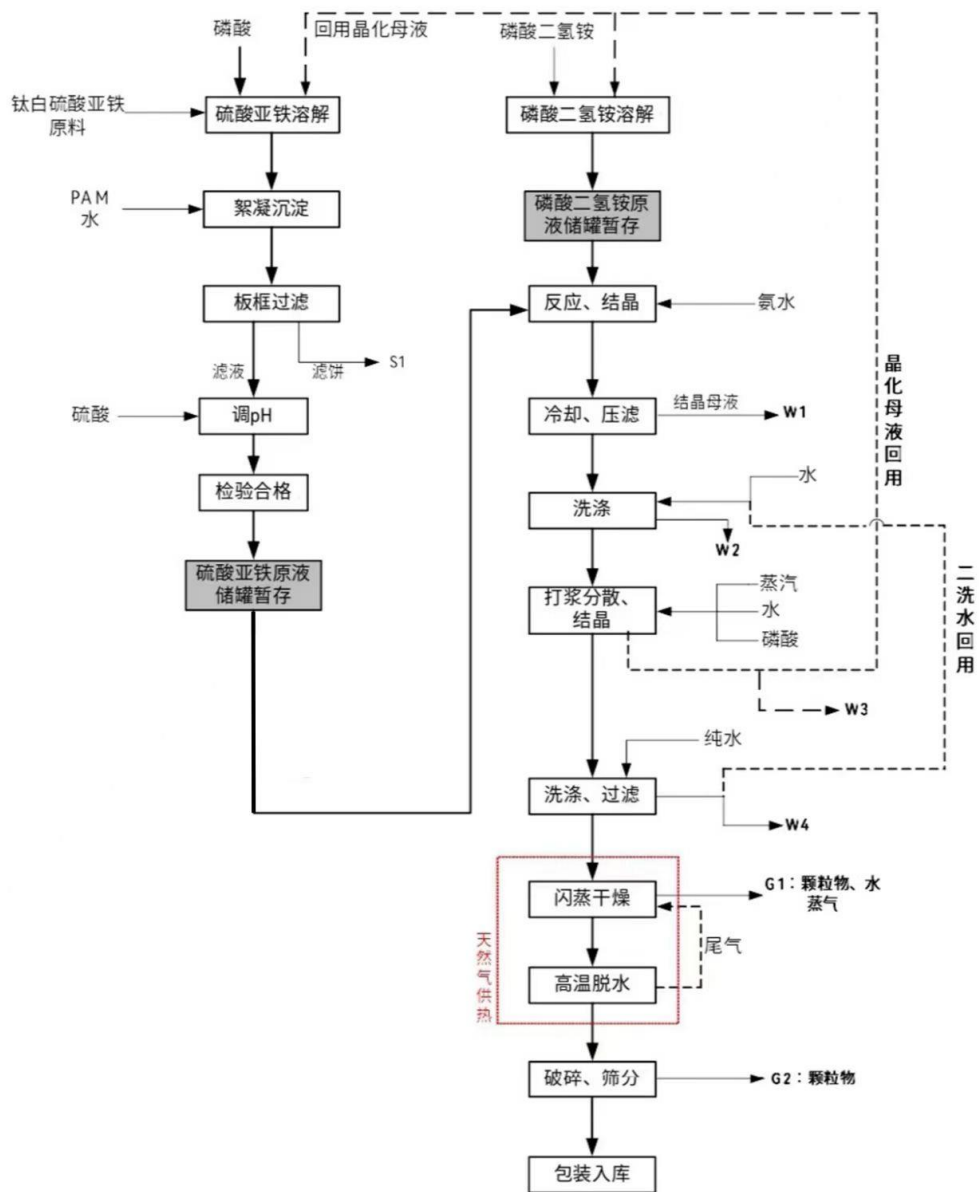 磷酸
回用晶化母液
磷酸二氢铵
钛白硫酸亚铁
原料
硫酸亚铁溶解
磷酸二氢铵溶解
PAM
水
絮凝沉淀
磷酸二氢铵原
液储罐暂存
板框过滤
反应、结晶
氨水
滤液
滤饼
S1
晶化母液回用
硫酸
调pH
冷却、压滤
结晶母液
W1
检验合格
洗涤
水
W2
硫酸亚铁原液
储罐暂存
打浆分散、
结晶
蒸汽
水
磷酸
二洗水回用
W3
纯水
洗涤、过滤
W4
天然气供热
闪蒸干燥
G1：颗粒物、水
蒸气
尾气
高温脱水
破碎、筛分
G2：颗粒物
包装入库